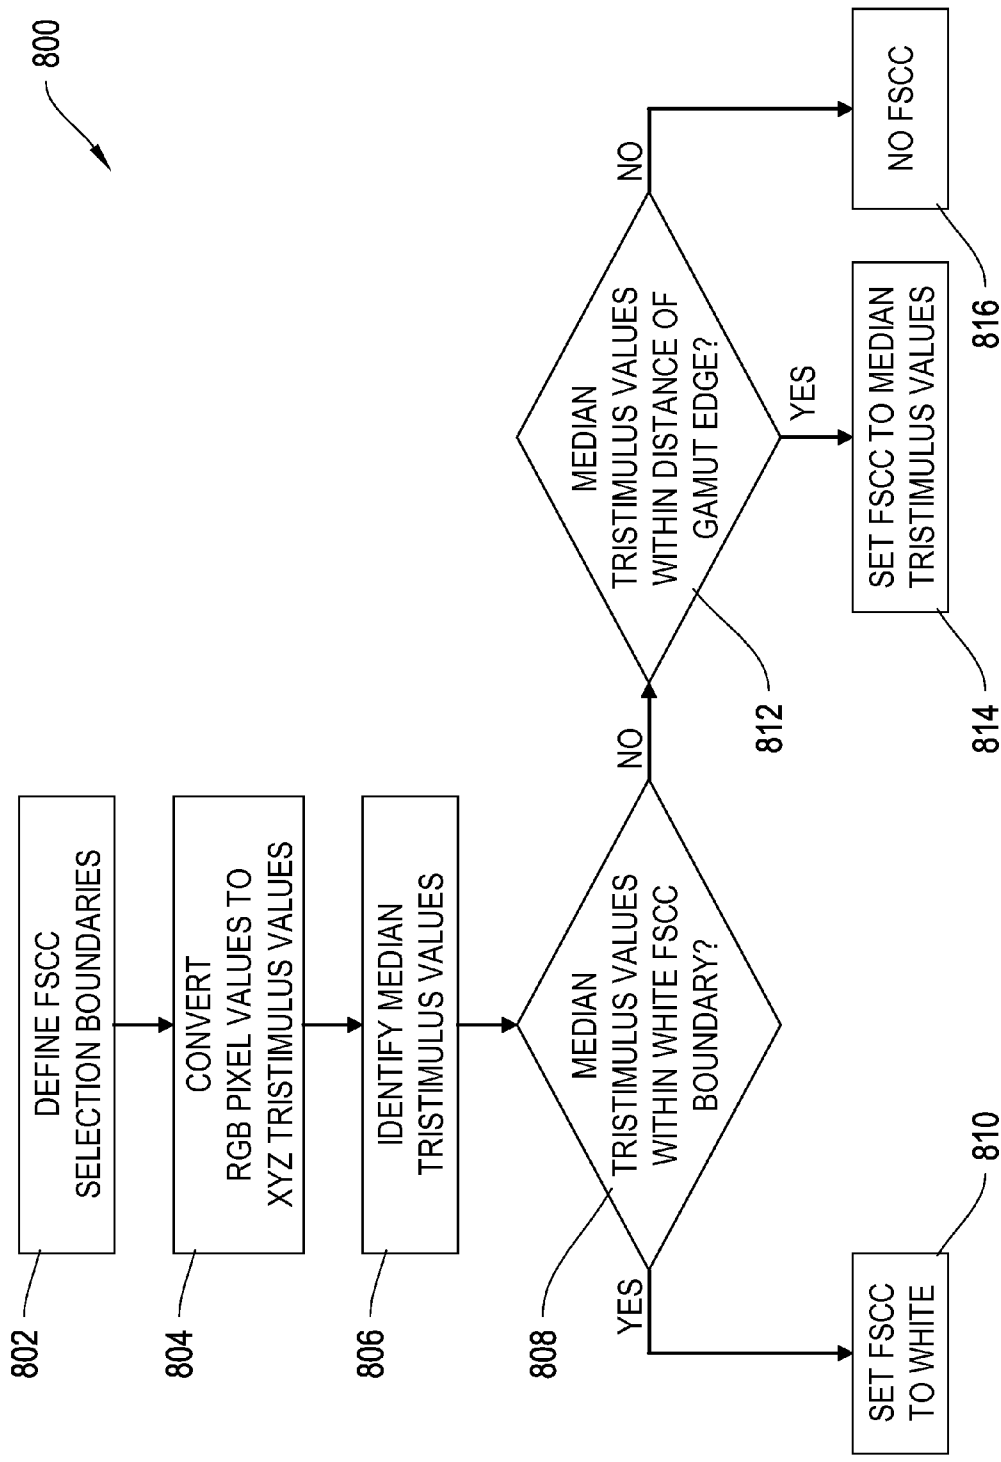 800
DEFINE FSCC
SELECTION BOUNDARIES
802
CONVERT
RGB PIXEL VALUES TO
XYZ TRISTIMULUS VALUES
804
IDENTIFY MEDIAN
TRISTIMULUS VALUES
806
MEDIAN
TRISTIMULUS VALUES
WITHIN WHITE FSCC
BOUNDARY?
808
YES
NO
SET FSCC
TO WHITE
810
MEDIAN
TRISTIMULUS VALUES
WITHIN DISTANCE OF
GAMUT EDGE?
812
YES
NO
SET FSCC TO MEDIAN
TRISTIMULUS VALUES
814
NO FSCC
816